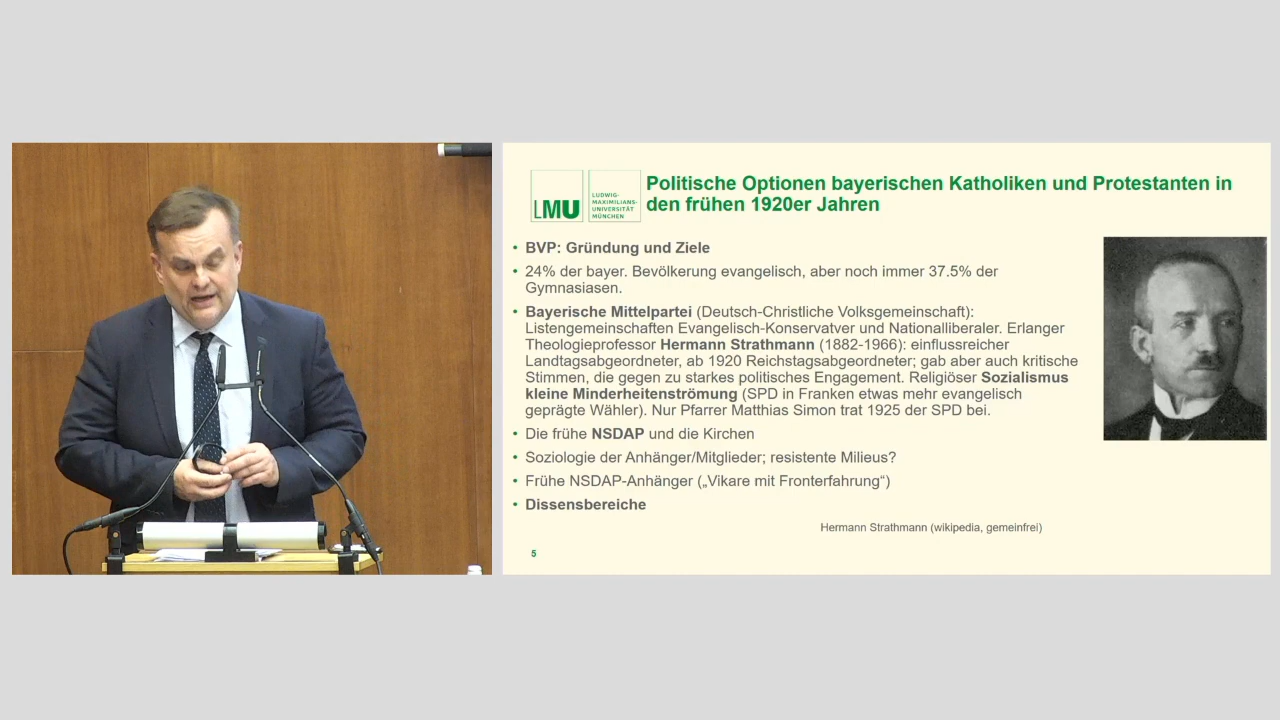 LMU
LUDWIG-
MAXIMILIANS-
UNIVERSITÄT
MÜNCHEN
Politische Optionen bayerischen Katholiken und Protestanten in
den frühen 1920er Jahren
• BVP: Gründung und Ziele
• 24% der bayer. Bevölkerung evangelisch, aber noch immer 37.5% der
Gymnasiasen.
• Bayerische Mittelpartei (Deutsch-Christliche Volksgemeinschaft):
Listengemeinschaften Evangelisch-Konservatver und Nationalliberaler. Erlanger
Theologieprofessor Hermann Strathmann (1882-1966): einflussreicher
Landtagsabgeordneter, ab 1920 Reichstagsabgeordneter; gab aber auch kritische
Stimmen, die gegen zu starkes politisches Engagement. Religiöser Sozialismus
kleine Minderheitenströmung (SPD in Franken etwas mehr evangelisch
geprägte Wähler). Nur Pfarrer Matthias Simon trat 1925 der SPD bei.
• Die frühe NSDAP und die Kirchen
• Soziologie der Anhänger/Mitglieder; resistente Milieus?
• Frühe NSDAP-Anhänger („Vikare mit Fronterfahrung“)
• Dissensbereiche
Hermann Strathmann (wikipedia, gemeinfrei)
5